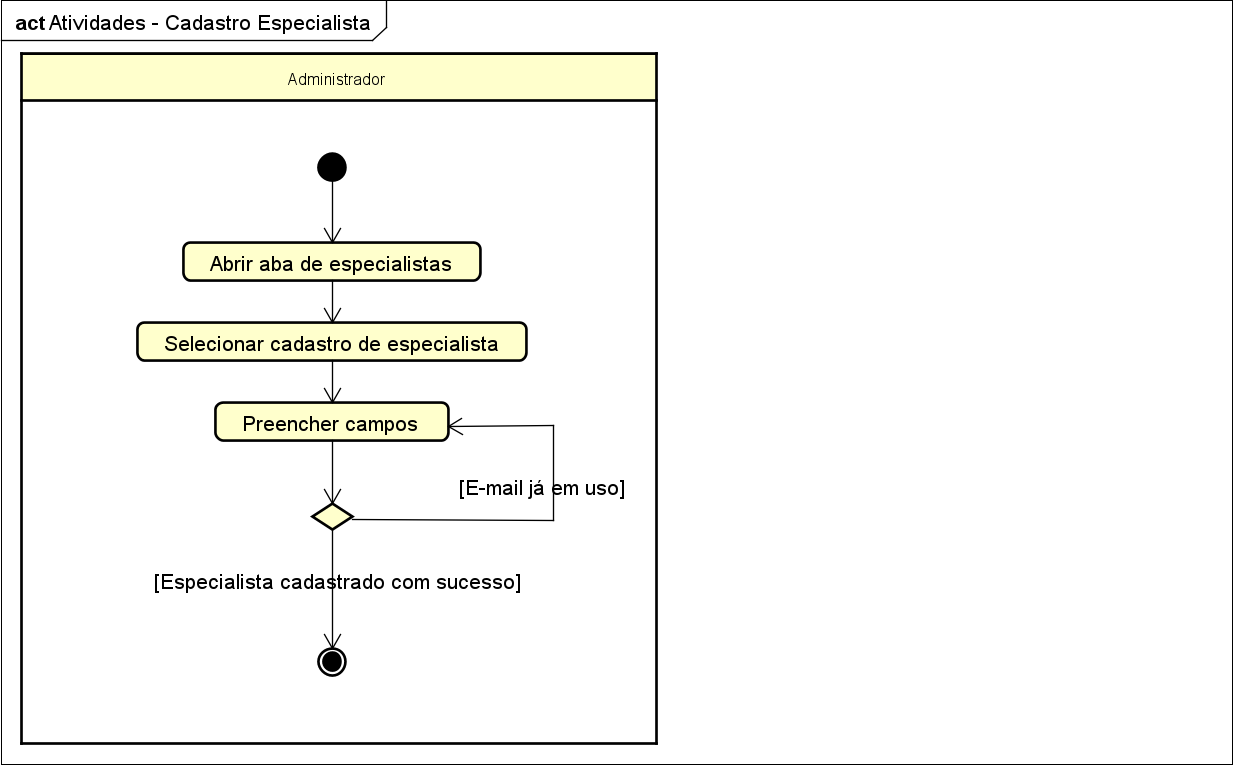 act Atividades - Cadastro Especialista
Administrador
Abrir aba de especialistas
Selecionar cadastro de especialista
Preencher campos
[E-mail já em uso]
[Especialista cadastrado com sucesso]